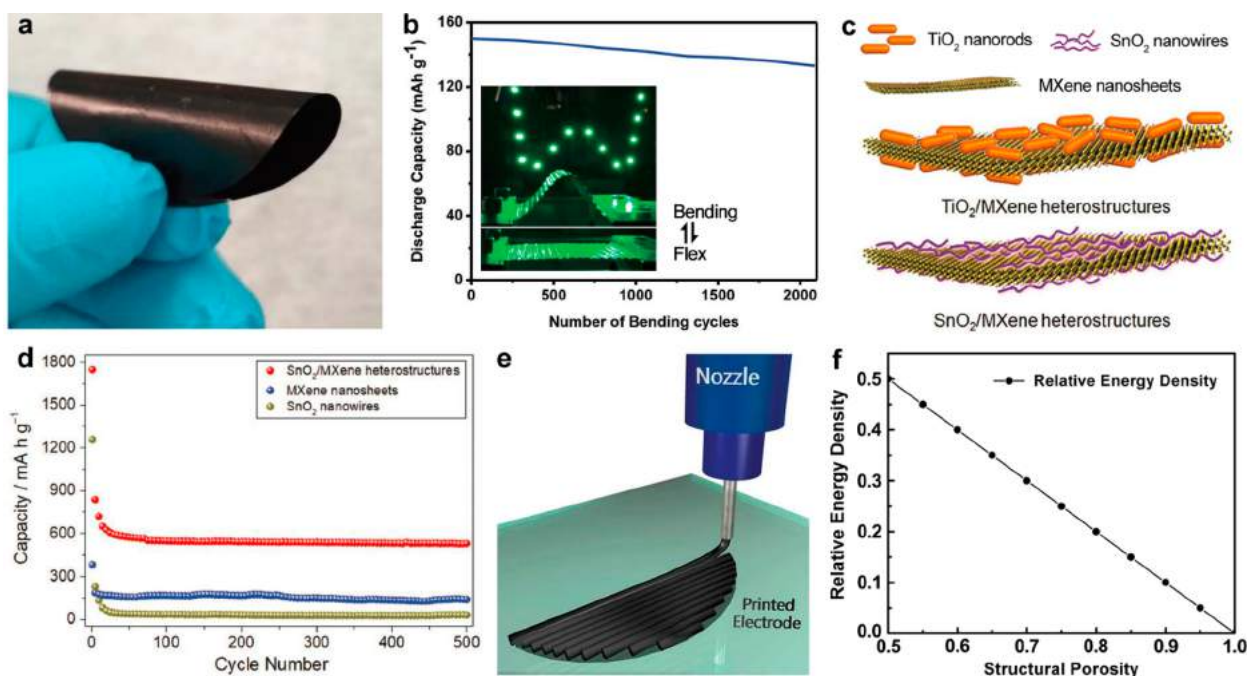 a
b
160
120
80
40
0
Discharge Capacity (mAh g⁻¹)
Bending
Flex
0 500 1000 1500 2000
Number of Bending cycles
c
TiO₂ nanorods
SnO₂ nanowires
MXene nanosheets
TiO₂/MXene heterostructures
SnO₂/MXene heterostructures
d
1800
1500
1200
900
600
300
0
Capacity / mA h g⁻¹
SnO₂/MXene heterostructures
MXene nanosheets
SnO₂ nanowires
0 100 200 300 400 500
Cycle Number
e
Nozzle
Printed
Electrode
f
0.5
0.4
0.3
0.2
0.1
0.0
Relative Energy Density
Relative Energy Density
0.5 0.6 0.7 0.8 0.9 1.0
Structural Porosity